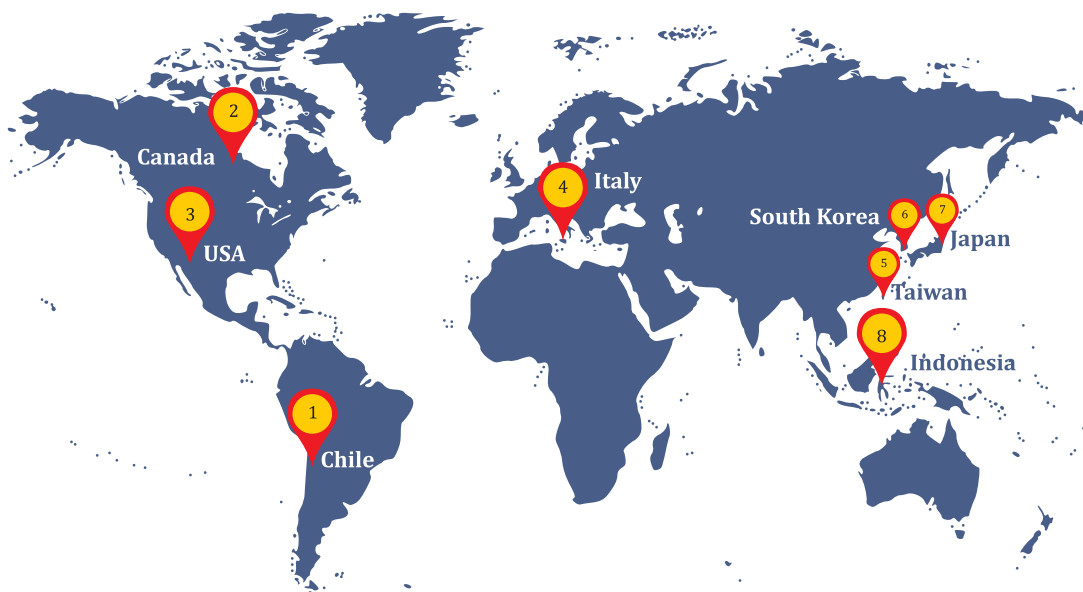 2
Canada
3
USA
4
Italy
South Korea
6
7
Japan
5
Taiwan
8
Indonesia
1
Chile